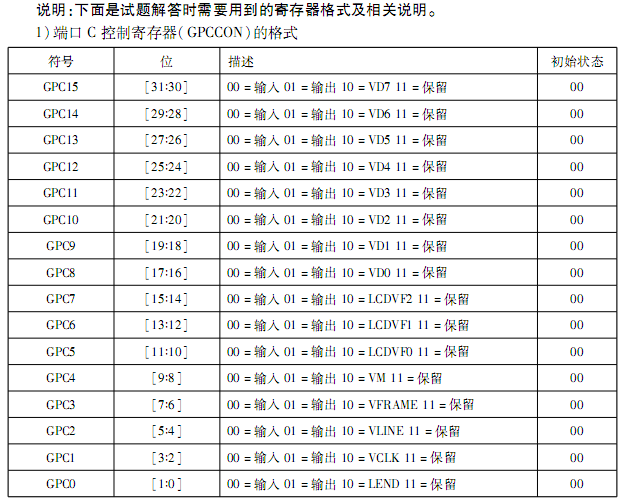 说明:下面是试题解答时需要用到的寄存器格式及相关说明。
1)端口 C 控制寄存器(GPCCON)的格式
符号 位 描述 初始状态
GPC15 [31:30] 00=输入 01=输出 10=VD7 11=保留 00
GPC14 [29:28] 00=输入 01=输出 10=VD6 11=保留 00
GPC13 [27:26] 00=输入 01=输出 10=VD5 11=保留 00
GPC12 [25:24] 00=输入 01=输出 10=VD4 11=保留 00
GPC11 [23:22] 00=输入 01=输出 10=VD3 11=保留 00
GPC10 [21:20] 00=输入 01=输出 10=VD2 11=保留 00
GPC9 [19:18] 00=输入 01=输出 10=VD1 11=保留 00
GPC8 [17:16] 00=输入 01=输出 10=VD0 11=保留 00
GPC7 [15:14] 00=输入 01=输出 10=LCDVF2 11=保留 00
GPC6 [13:12] 00=输入 01=输出 10=LCDVF1 11=保留 00
GPC5 [11:10] 00=输入 01=输出 10=LCDVF0 11=保留 00
GPC4 [9:8] 00=输入 01=输出 10=VM 11=保留 00
GPC3 [7:6] 00=输入 01=输出 10=VFRAME 11=保留 00
GPC2 [5:4] 00=输入 01=输出 10=VLINE 11=保留 00
GPC1 [3:2] 00=输入 01=输出 10=VCLK 11=保留 00
GPC0 [1:0] 00=输入 01=输出 10=LEND 11=保留 00